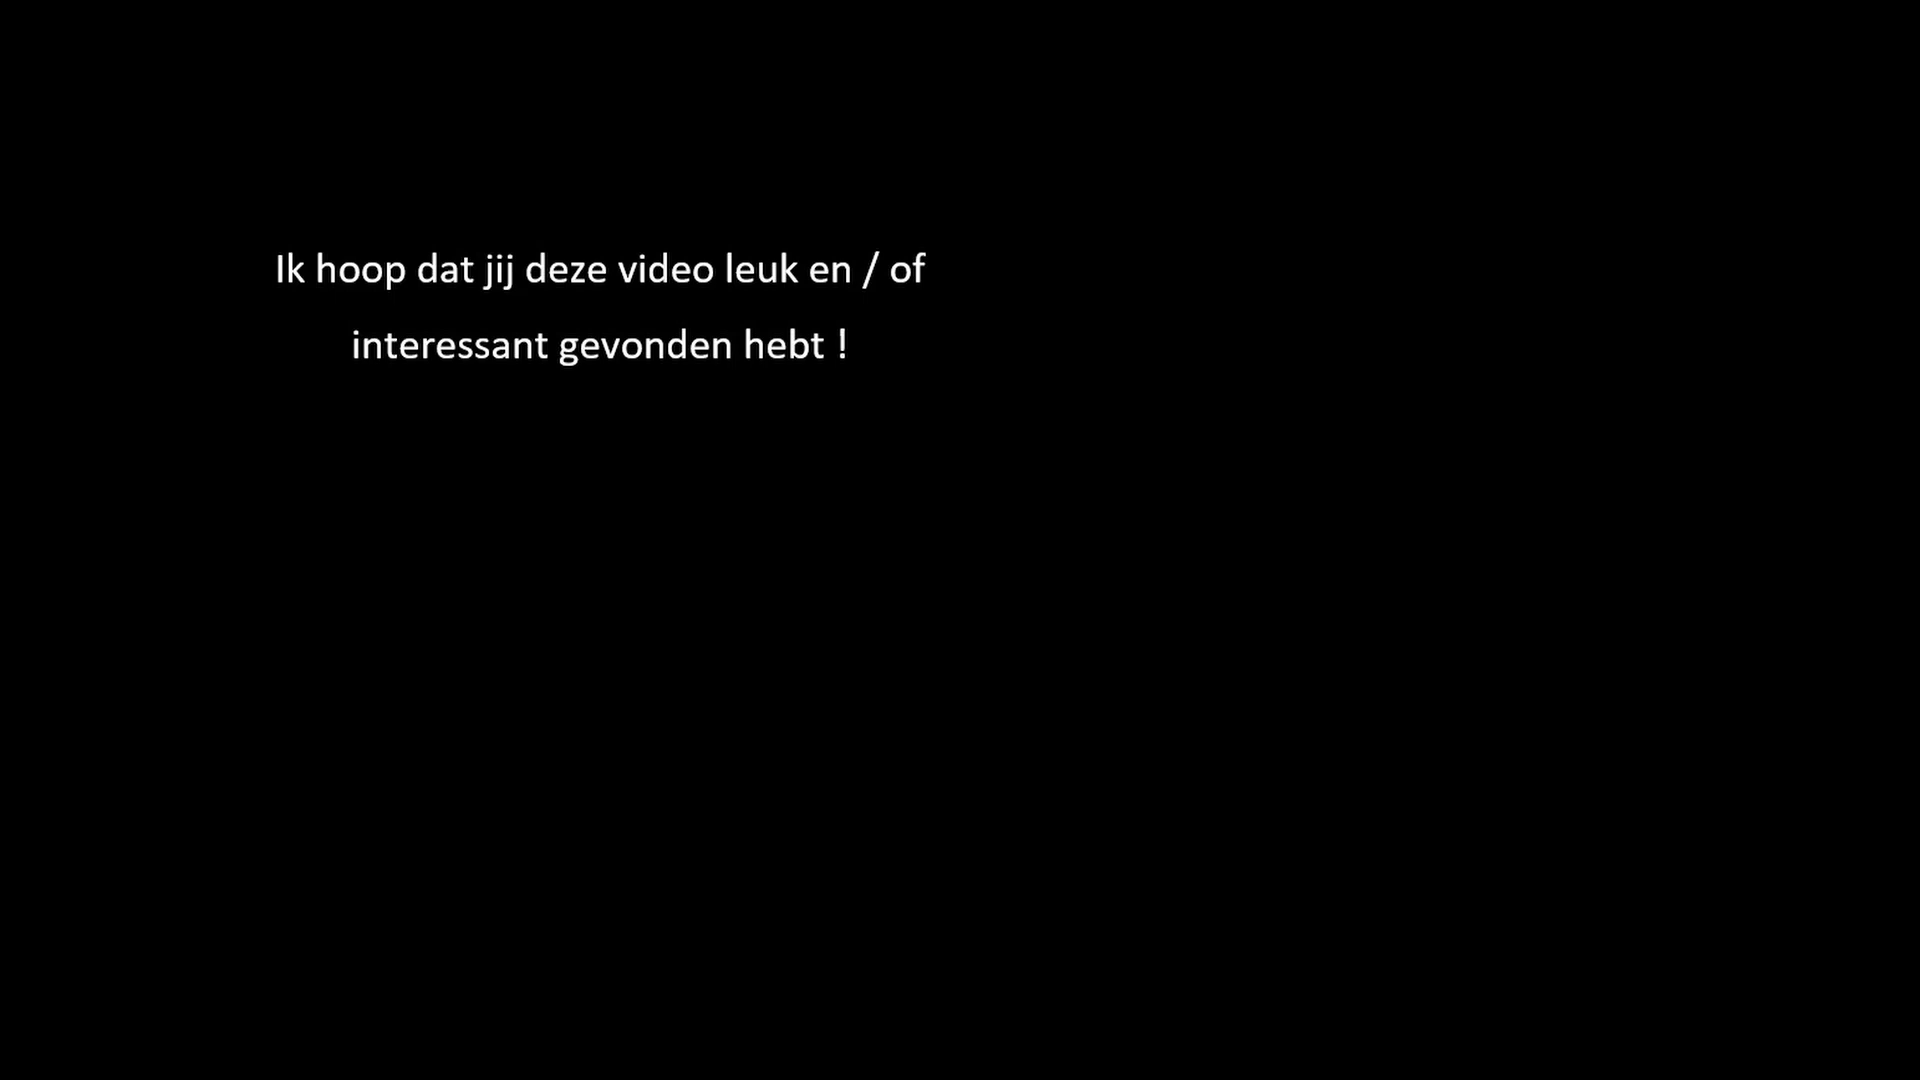 Ik hoop dat jij deze video leuk en / of
interessant gevonden hebt !